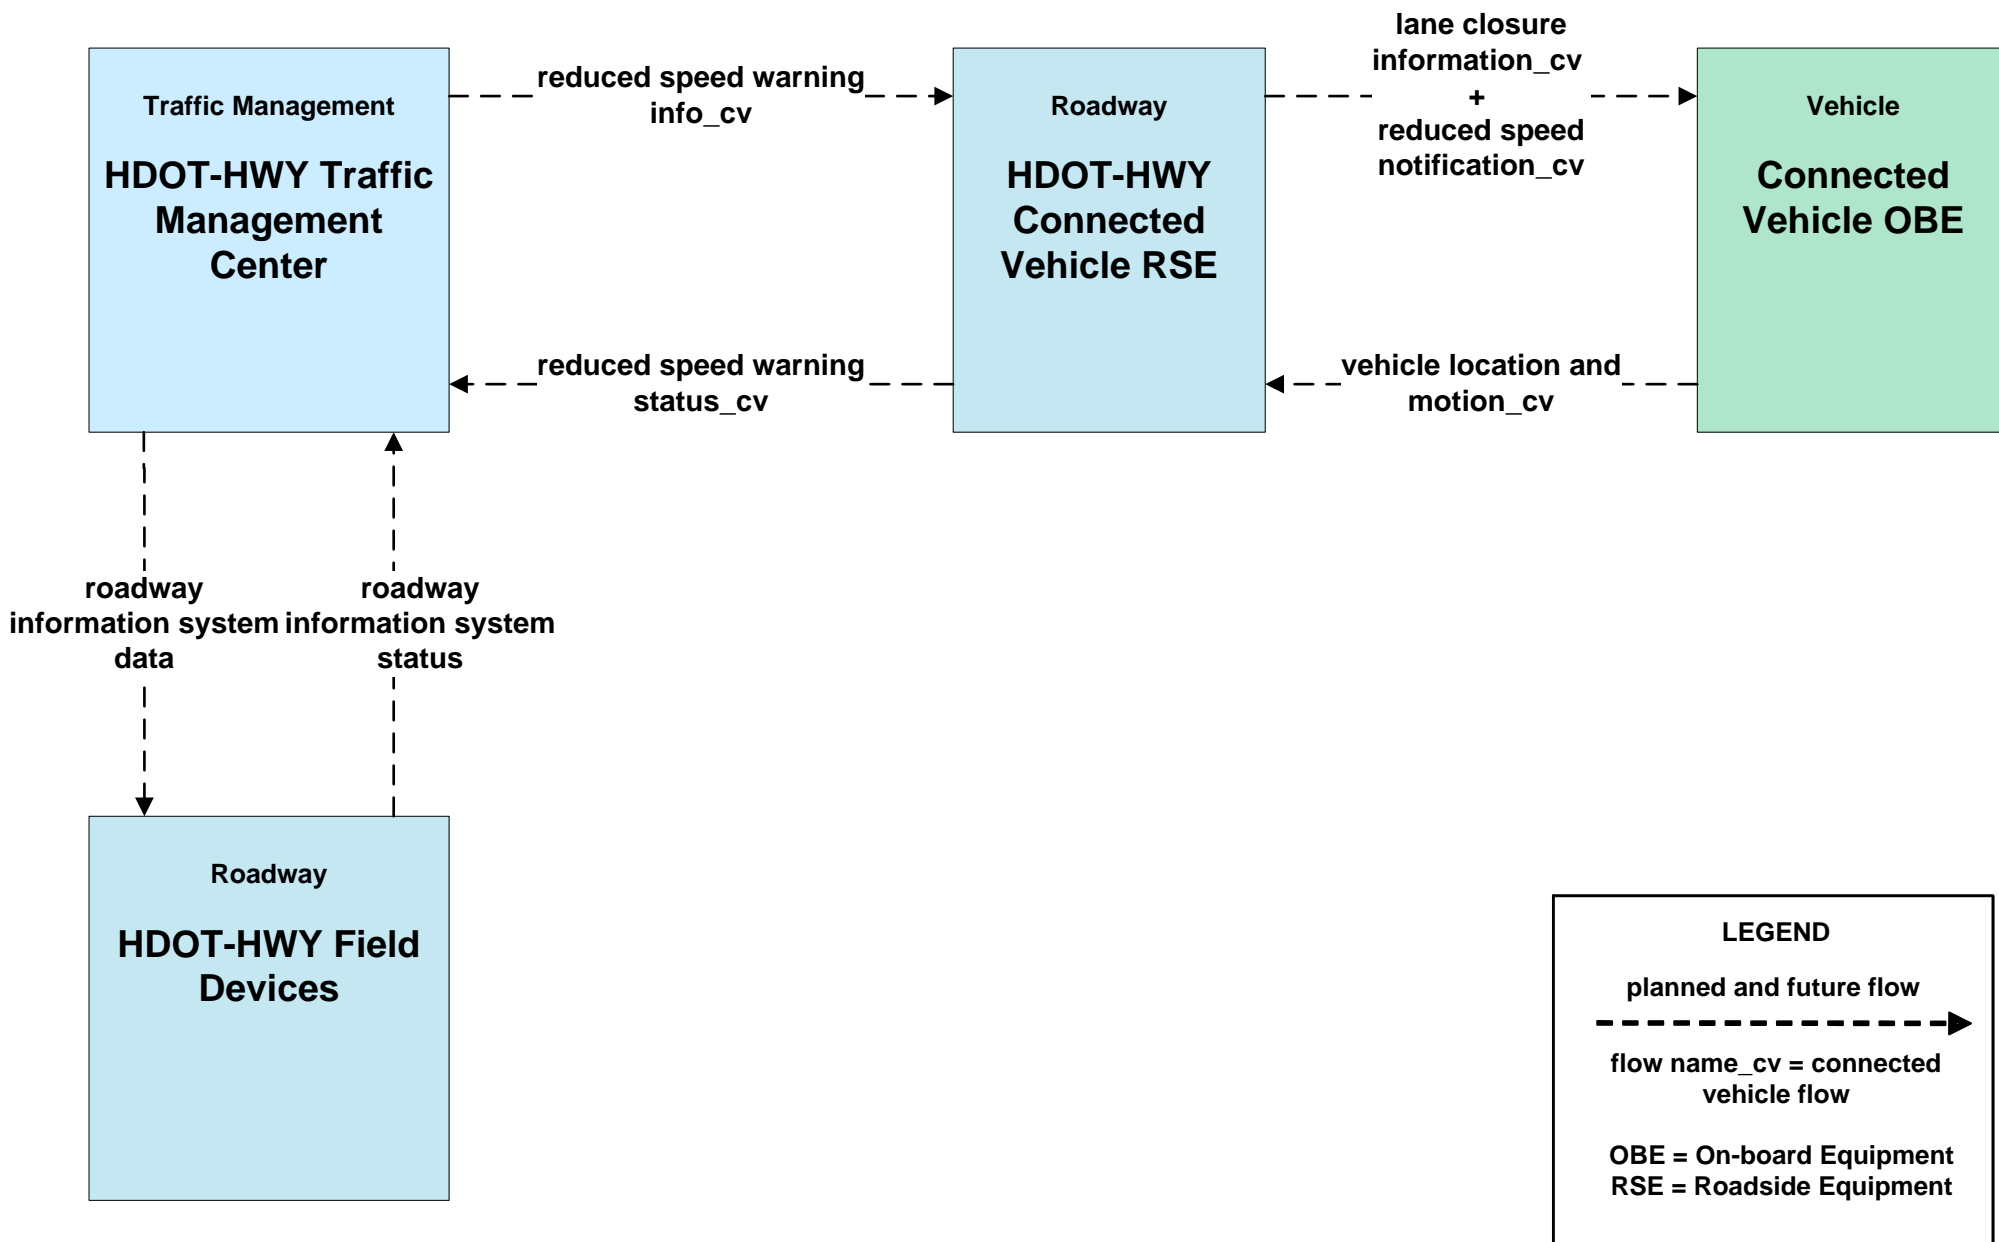 Traffic Management
HDOT-HWY Traffic
Management
Center
reduced speed warning
info_cv
Roadway
HDOT-HWY
Connected
Vehicle RSE
lane closure
information_cv
+
reduced speed
notification_cv
Vehicle
Connected
Vehicle OBE
reduced speed warning
status_cv
vehicle location and
motion_cv
roadway
information system
data
roadway
information system
status
Roadway
HDOT-HWY Field
Devices
LEGEND
planned and future flow
flow name_cv = connected
vehicle flow
OBE = On-board Equipment
RSE = Roadside Equipment